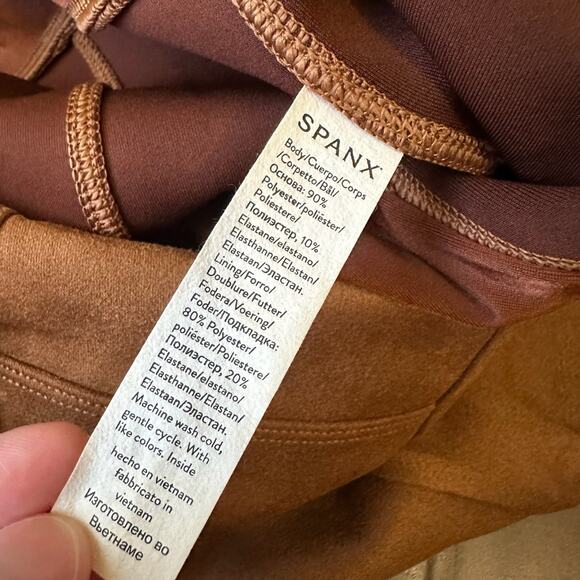 SPANX
Body/Cuerpo/Corps
/Corpetto/Bál/
Основа: 90%
Polyester/poliéster/
Poliestere/
Полиэстер, 10%
Elastane/elastano/
Elasthanne/Elastan/
Elastaan/Эластан.
Lining/Forro/
Doublure/Futter/
Fodera/Voering/
Foder/Подкладка:
80% Polyester/
poliéster/Poliestere/
Полиэстер, 20%
Elastane/elastano/
Elasthanne/Elastan/
Elastaan/Эластан.
Machine wash cold,
gentle cycle. With
like colors. Inside
hecho en vietnam
fabbricato in
vietnam
Изготовлено во
Вьетнаме